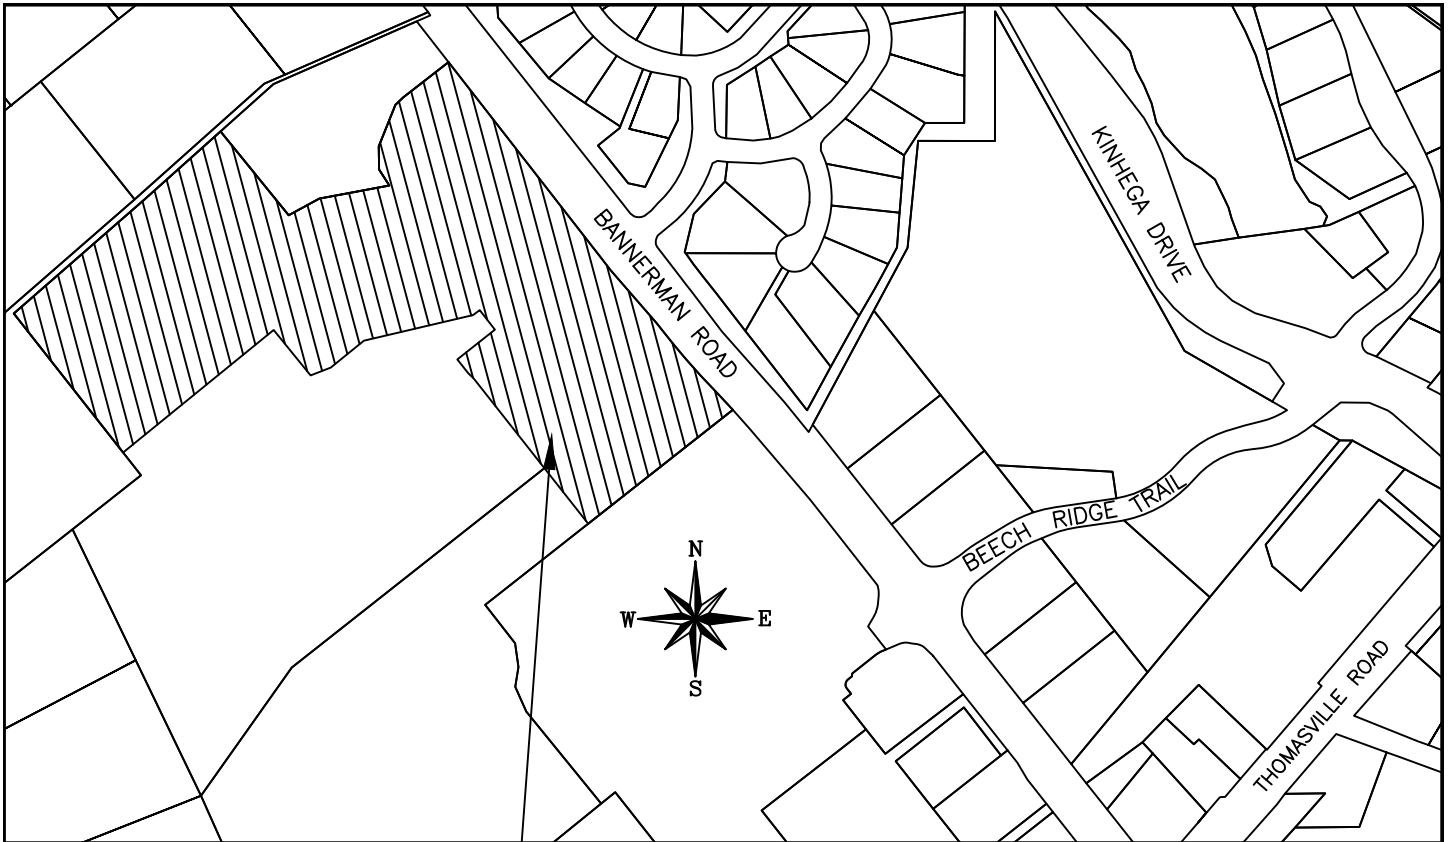 KINHEGA DRIVE
BANNERMAN ROAD
BEECH RIDGE TRAIL
N
W
E
S
THOMASVILLE ROAD